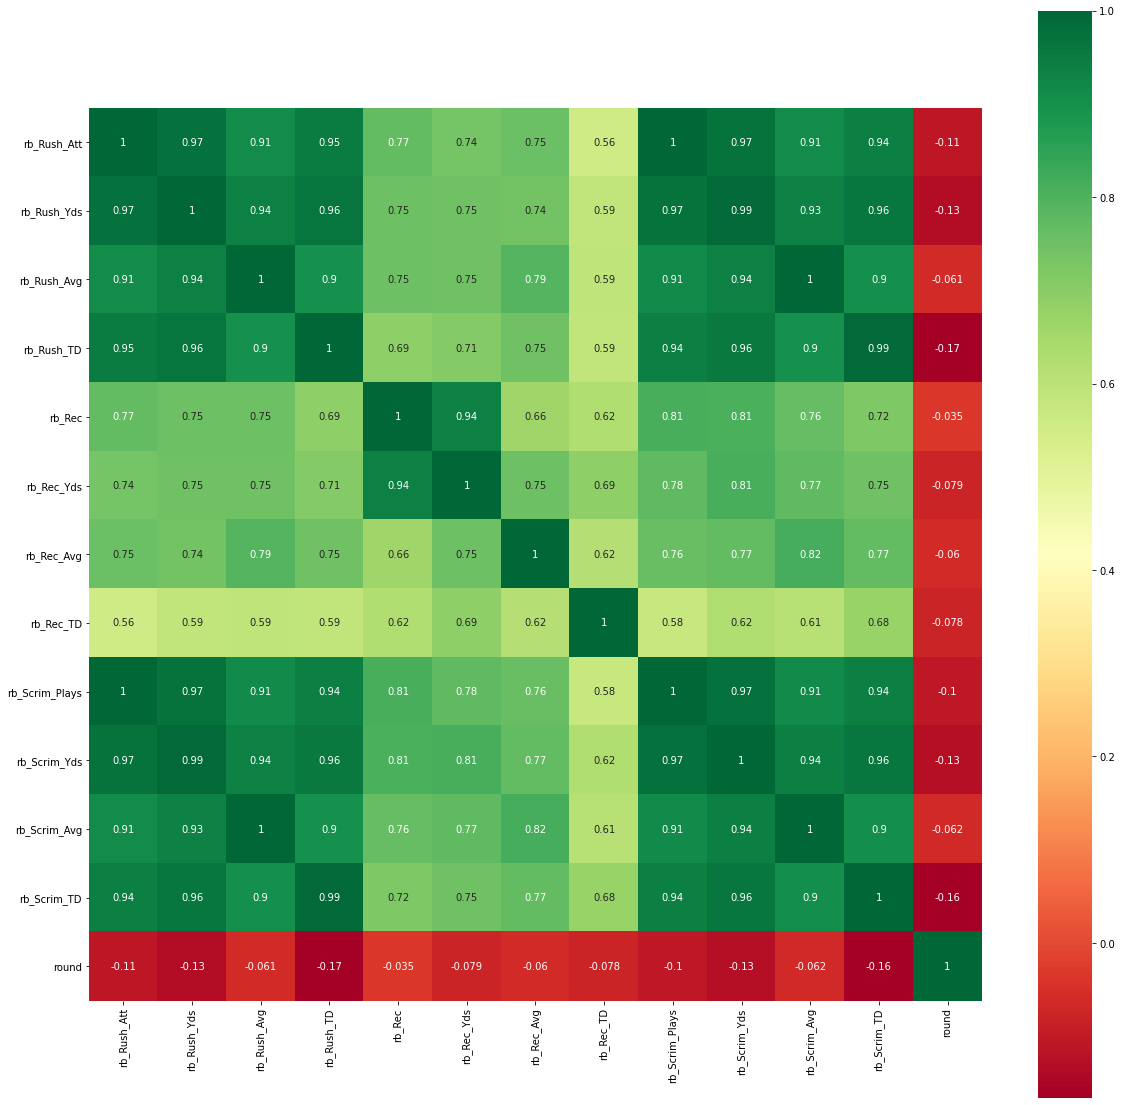 1.0
rb_Rush_Att 1 0.97 0.91 0.95 0.77 0.74 0.75 0.56 1 0.97 0.91 0.94 -0.11
rb_Rush_Yds 0.97 1 0.94 0.96 0.75 0.75 0.74 0.59 0.97 0.99 0.93 0.96 -0.13
0.8
rb_Rush_Avg 0.91 0.94 1 0.9 0.75 0.75 0.79 0.59 0.91 0.94 1 0.9 -0.061
rb_Rush_TD 0.95 0.96 0.9 1 0.69 0.71 0.75 0.59 0.94 0.96 0.9 0.99 -0.17
0.6
rb_Rec 0.77 0.75 0.75 0.69 1 0.94 0.66 0.62 0.81 0.81 0.76 0.72 -0.035
rb_Rec_Yds 0.74 0.75 0.75 0.71 0.94 1 0.75 0.69 0.78 0.81 0.77 0.75 -0.079
rb_Rec_Avg 0.75 0.74 0.79 0.75 0.66 0.75 1 0.62 0.76 0.77 0.82 0.77 -0.06
0.4
rb_Rec_TD 0.56 0.59 0.59 0.59 0.62 0.69 0.62 1 0.58 0.62 0.61 0.68 -0.078
rb_Scrim_Plays 1 0.97 0.91 0.94 0.81 0.78 0.76 0.58 1 0.97 0.91 0.94 -0.1
0.2
rb_Scrim_Yds 0.97 0.99 0.94 0.96 0.81 0.81 0.77 0.62 0.97 1 0.94 0.96 -0.13
rb_Scrim_Avg 0.91 0.93 1 0.9 0.76 0.77 0.82 0.61 0.91 0.94 1 0.9 -0.062
rb_Scrim_TD 0.94 0.96 0.9 0.99 0.72 0.75 0.77 0.68 0.94 0.96 0.9 1 -0.16
0.0
round -0.11 -0.13 -0.061 -0.17 -0.035 -0.079 -0.06 -0.078 -0.1 -0.13 -0.062 -0.16 1
rb_Rush_Att rb_Rush_Yds rb_Rush_Avg rb_Rush_TD rb_Rec rb_Rec_Yds rb_Rec_Avg rb_Rec_TD rb_Scrim_Plays rb_Scrim_Yds rb_Scrim_Avg rb_Scrim_TD round